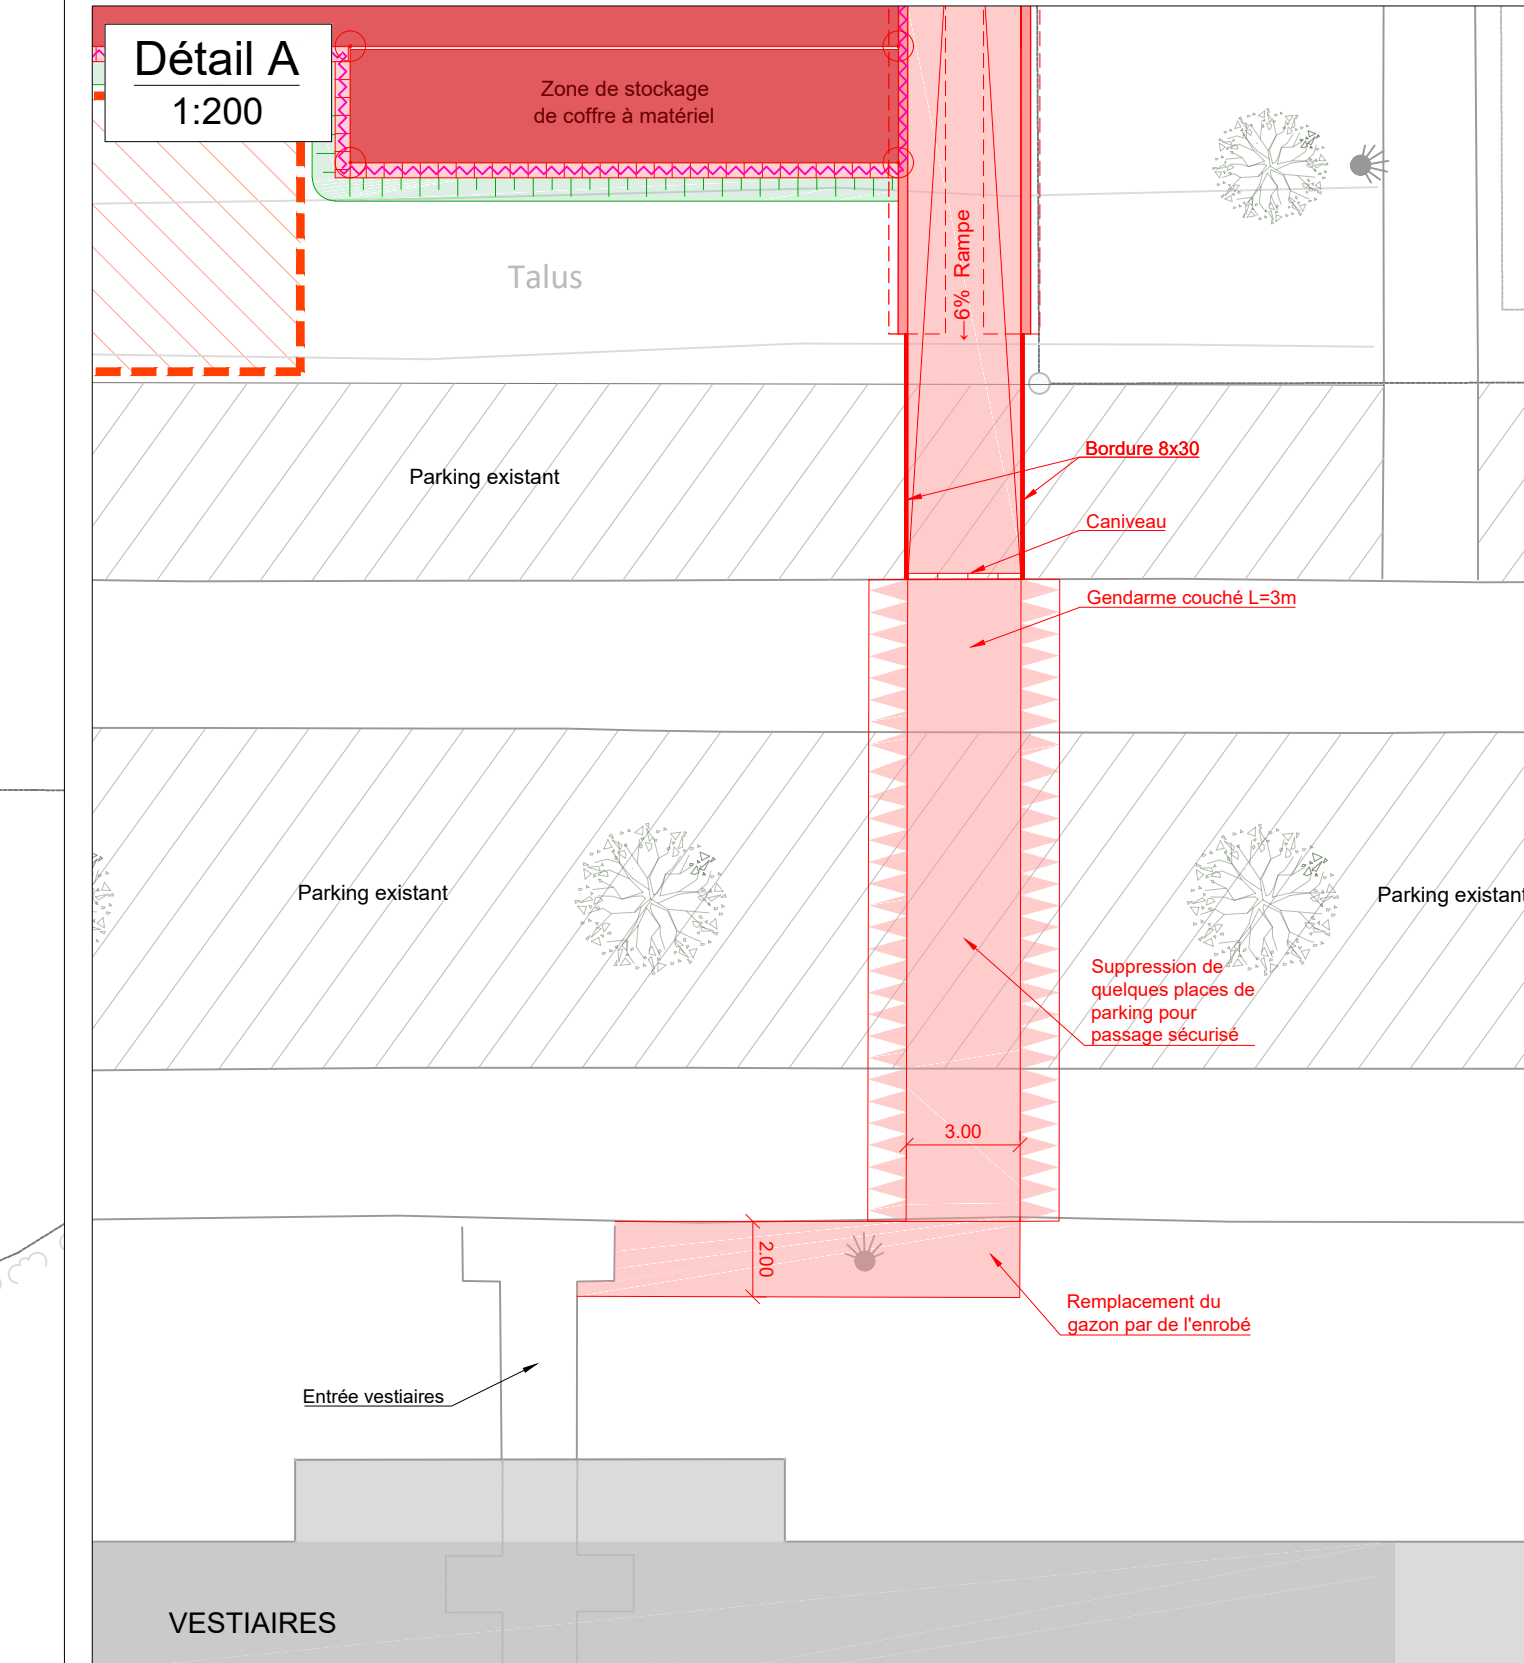 Détail A
1:200
Zone de stockage
de coffre à matériel
Talus
6% Rampe
Bordure 8x30
Parking existant
Caniveau
Gendarme couché L=3m
Parking existant
Parking existant
Suppression de
quelques places de
parking pour
passage sécurisé
3.00
2.00
Remplacement du
gazon par de l'enrobé
Entrée vestiaires
VESTIAIRES